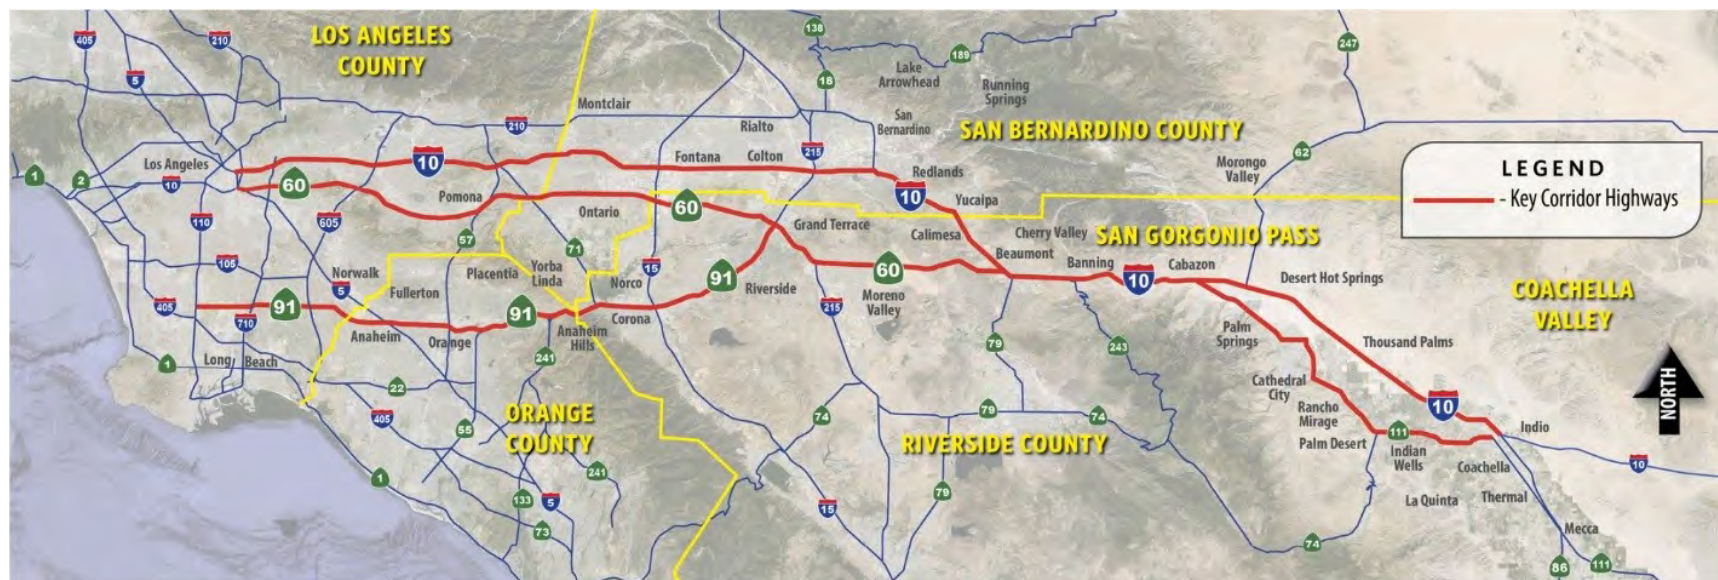 405
210
LOS ANGELES
COUNTY
138
247
189
5
18
Lake
Arrowhead
Running
Springs
Montclair
210
Rialto
San
Bernardino
SAN BERNARDINO COUNTY
62
LEGEND
- Key Corridor Highways
Los Angeles
10
215
Fontana
Colton
Redlands
Morongo
Valley
1
2
10
60
Pomona
10
Yucaipa
110
605
Ontario
60
Grand Terrace
Calimesa
Cherry Valley
SAN GORGONIO PASS
57
71
Beaumont
Banning
Cabazon
105
Norwalk
Placentia
Yorba
Linda
Norco
15
91
60
10
Desert Hot Springs
COACHELLA
VALLEY
405
91
5
Fullerton
91
Riverside
Moreno
Valley
215
710
Anaheim
Orange
Anaheim
Hills
Corona
Palm
Springs
Thousand Palms
1
Long
Beach
241
79
243
NORTH
22
Cathedral
City
405
ORANGE
COUNTY
74
79
74
Rancho
Mirage
10
55
RIVERSIDE COUNTY
Palm Desert
111
Indian
Wells
Indio
1
241
Coachella
10
133
5
79
La Quinta
Thermal
73
15
74
Mecca
86
111